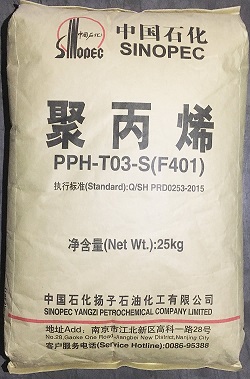 中国石化
SINOPEC
中国石化
SINOPEC
聚丙烯
PPH-T03-S(F401)
执行标准(Standard):Q/SH PRD0253-2015
净含量(Net Wt.):25kg
中国石化扬子石油化工有限公司
SINOPEC YANGZI PETROCHEMICAL COMPANY LIMITED
地址Add:南京市江北新区高科一路28号
No.28,Gaoke One Road,Jiangbei New District,Nanjing City
客户服务电话(Service Hotline):0086-95388